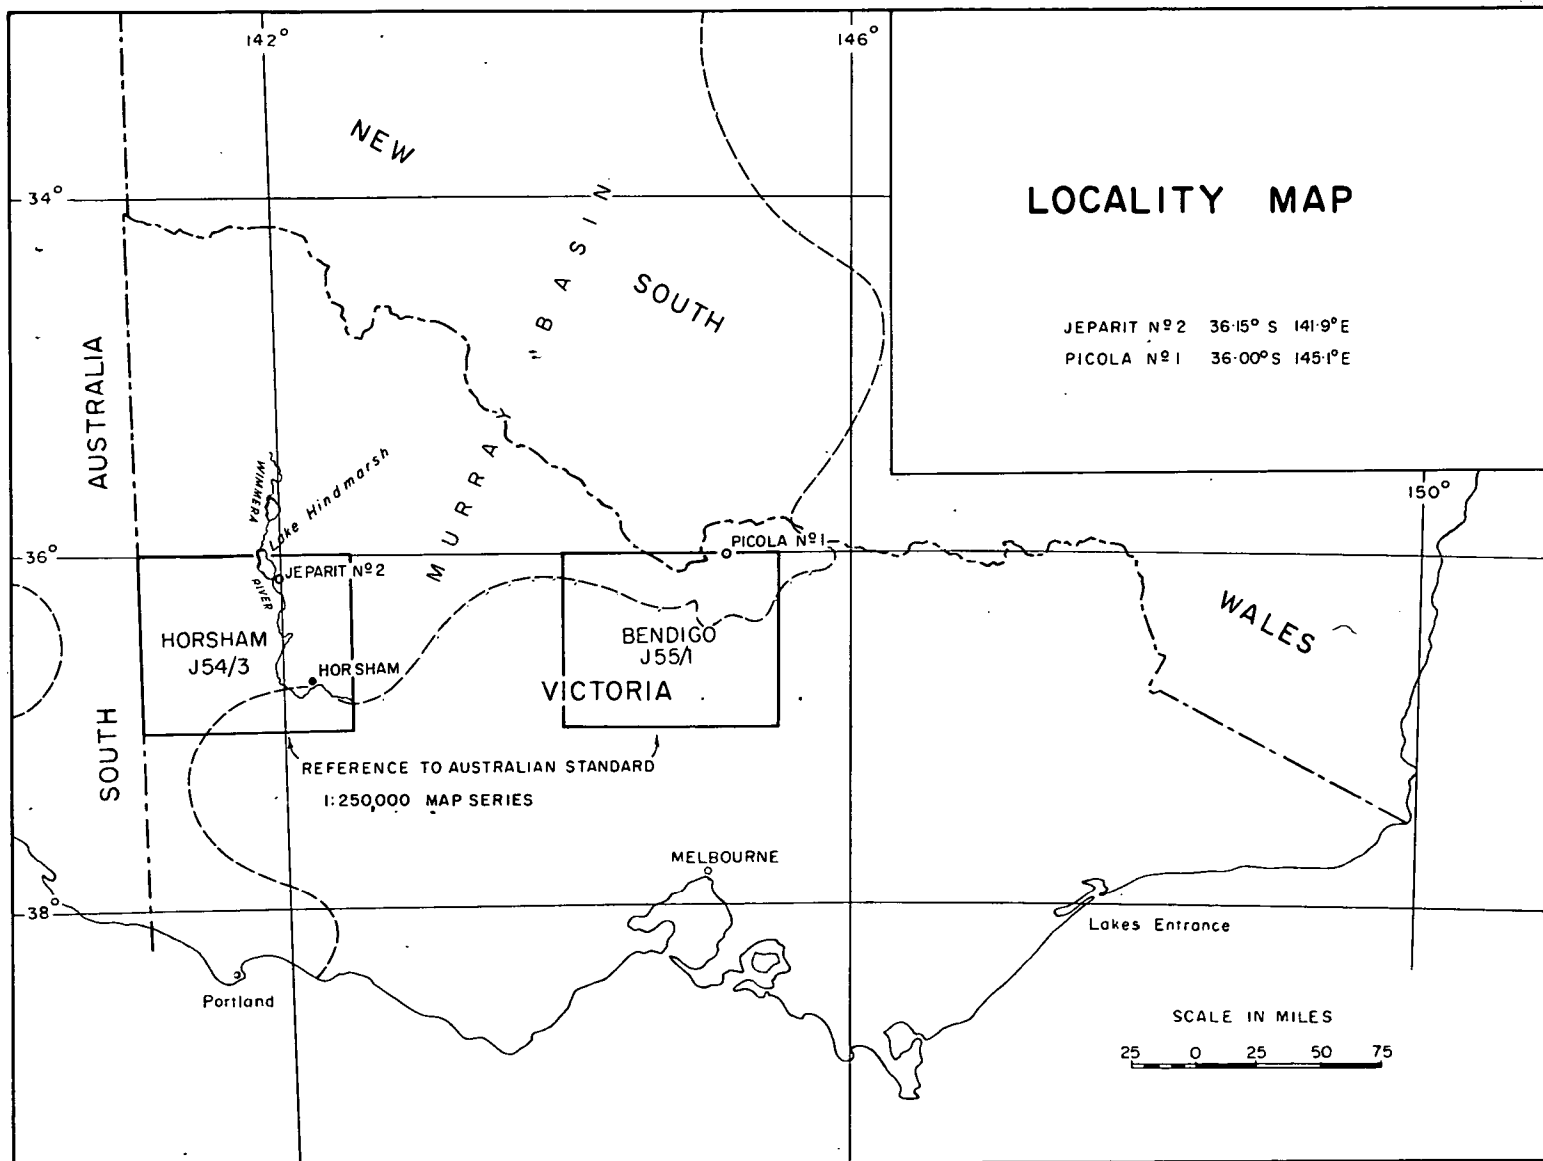 142°
146°
NEW
34°
LOCALITY MAP
"BASIN
SOUTH
JEPARIT Nº 2 36·15° S 141·9° E
PICOLA Nº 1 36·00° S 145·1° E
AUSTRALIA
MURRAY
WIMMERA
Lake Hindmarsh
150°
36°
PICOLA Nº 1
JEPARIT Nº 2
RIVER
WALES
HORSHAM
J54/3
BENDIGO
J55/1
HORSHAM
VICTORIA
SOUTH
REFERENCE TO AUSTRALIAN STANDARD
1:250,000 MAP SERIES
MELBOURNE
38°
Lakes Entrance
Portland
SCALE IN MILES
25 0 25 50 75